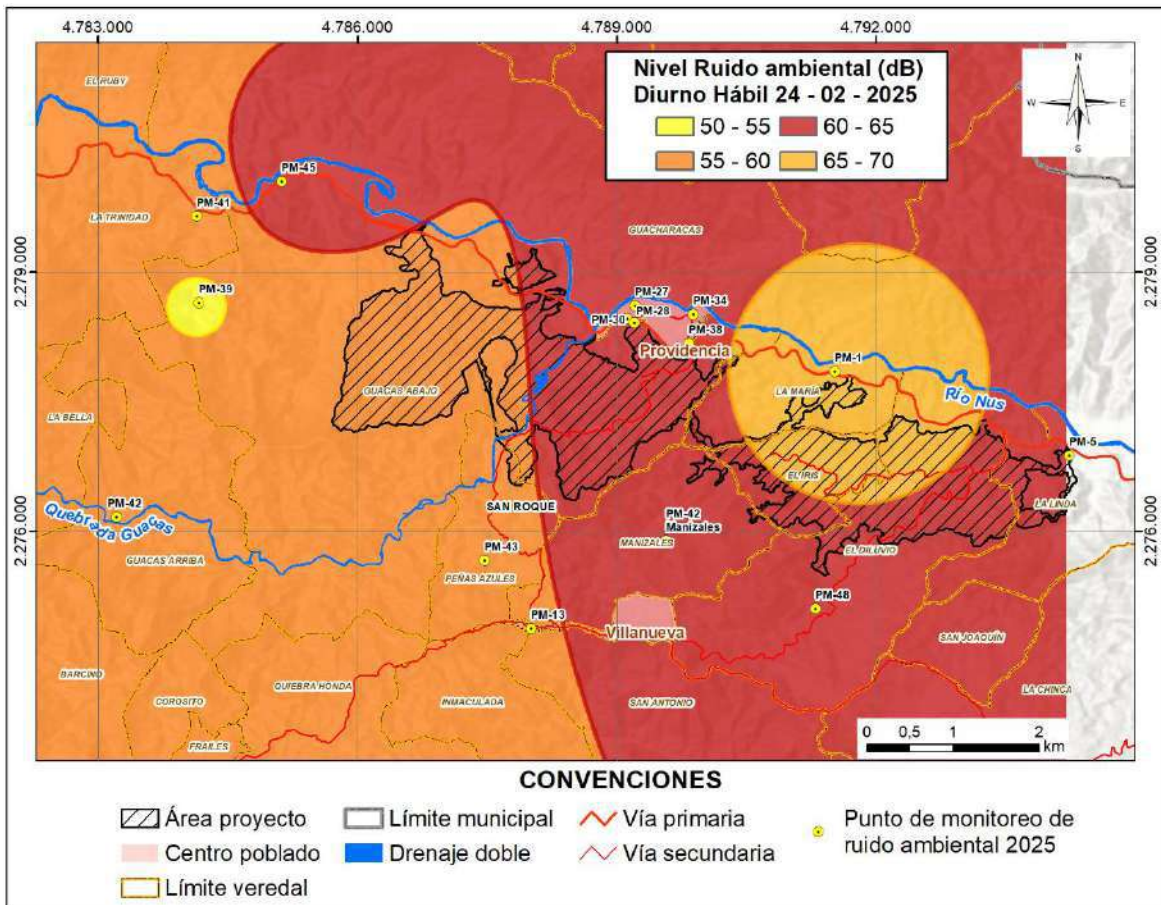 4.783.000
4.786.000
4.789.000
4.792.000
Nivel Ruido ambiental (dB)
Diurno Hábil 24 - 02 - 2025
50 - 55
60 - 65
55 - 60
65 - 70
N
W
E
S
EL RUBY
PM-45
PM-41
LA TRINIDAD
GUACHARACAS
2.279.000
2.279.000
PM-39
PM-27
PM-34
PM-30
PM-28
PM-38
Providencia
PM-1
LA MARÍA
Río Nus
GUACAS ABAJO
LA BELLA
PM-5
EL IRIS
LA LINDA
PM-42
Quebrada Guacas
SAN ROQUE
PM-42
Manizales
2.276.000
2.276.000
GUACAS ARRIBA
PM-43
MANIZALES
EL DILUVIO
PEÑAS AZULES
PM-48
PM-13
Villanueva
SAN JOAQUÍN
BARCINO
QUIEBRA HONDA
COROSITO
INMACULADA
SAN ANTONIO
LA CHINCA
FRAILES
0 0,5 1 2
km
CONVENCIONES
Área proyecto
Límite municipal
Vía primaria
Punto de monitoreo de
ruido ambiental 2025
Centro poblado
Drenaje doble
Vía secundaria
Límite veredal